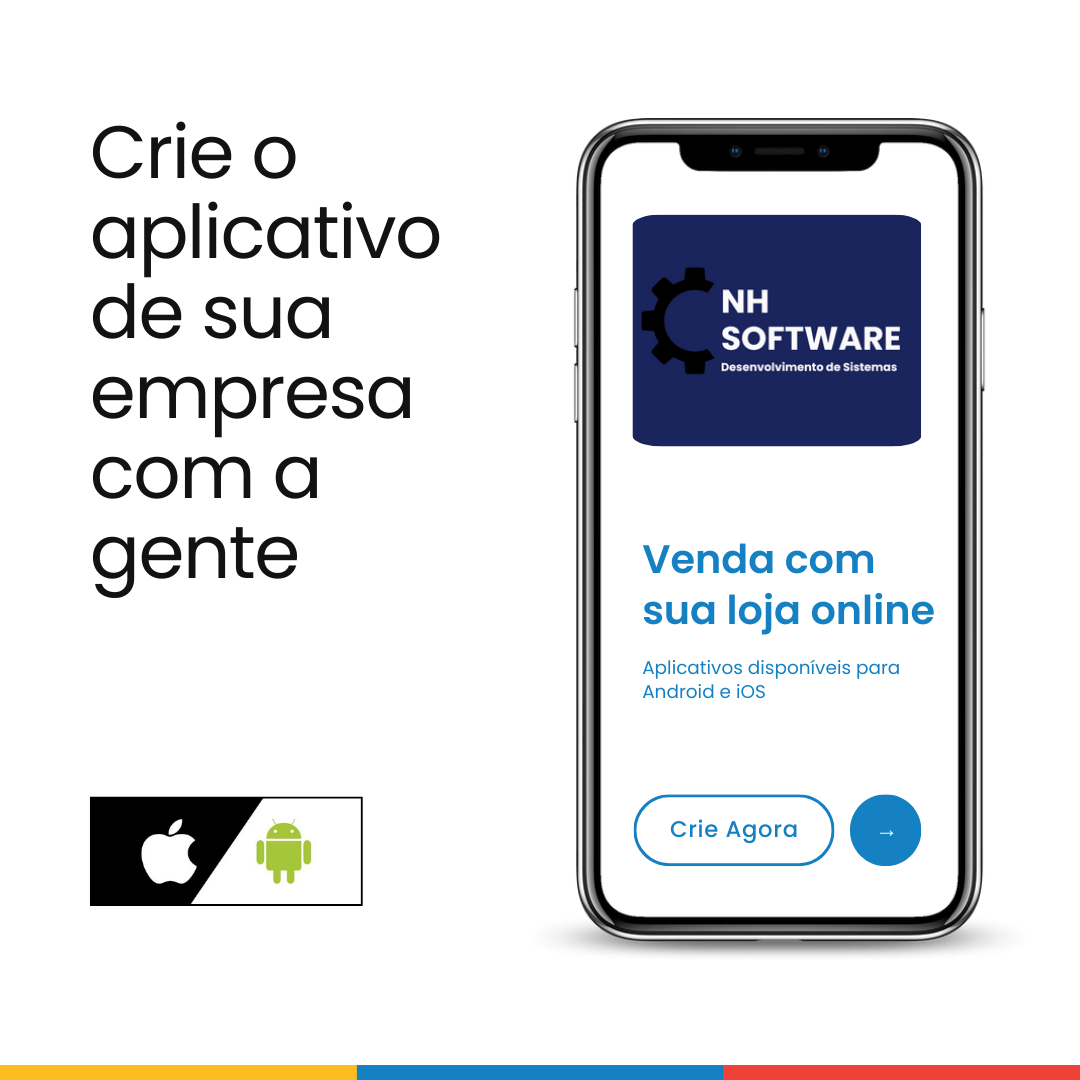 Crie o
aplicativo
de sua
empresa
com a
gente
NH
SOFTWARE
Desenvolvimento de Sistemas
Venda com
sua loja online
Aplicativos disponíveis para
Android e iOS
Crie Agora
→